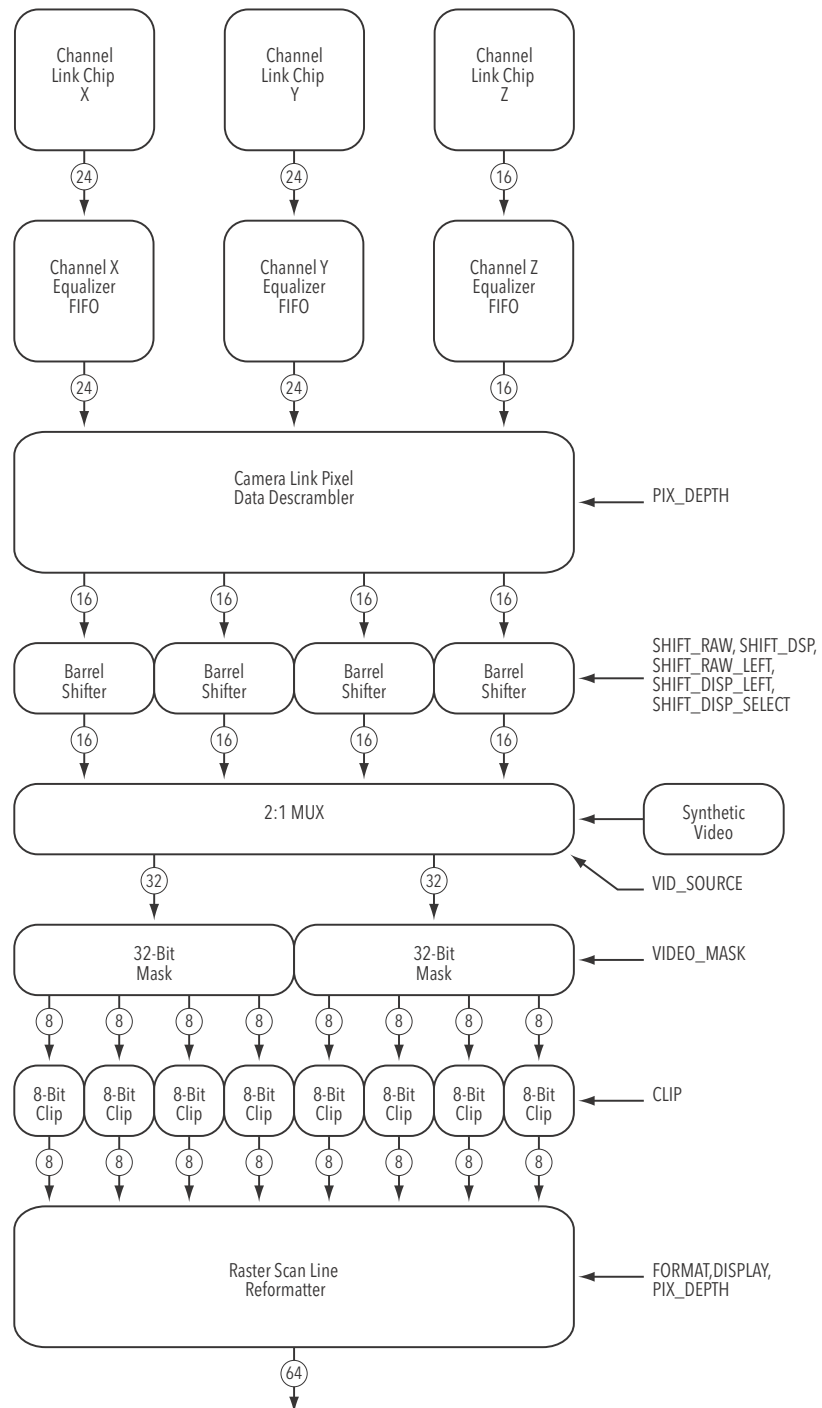 Channel
Link Chip
X
Channel
Link Chip
Y
Channel
Link Chip
Z
24
24
16
Channel X
Equalizer
FIFO
Channel Y
Equalizer
FIFO
Channel Z
Equalizer
FIFO
24
24
16
Camera Link Pixel
Data Descrambler
PIX_DEPTH
16
16
16
16
Barrel
Shifter
Barrel
Shifter
Barrel
Shifter
Barrel
Shifter
SHIFT_RAW, SHIFT_DSP,
SHIFT_RAW_LEFT,
SHIFT_DISP_LEFT,
SHIFT_DISP_SELECT
16
16
16
16
2:1 MUX
Synthetic
Video
VID_SOURCE
32
32
32-Bit
Mask
32-Bit
Mask
VIDEO_MASK
8
8
8
8
8
8
8
8
8-Bit
Clip
8-Bit
Clip
8-Bit
Clip
8-Bit
Clip
8-Bit
Clip
8-Bit
Clip
8-Bit
Clip
8-Bit
Clip
CLIP
8
8
8
8
8
8
8
8
Raster Scan Line
Reformatter
FORMAT,DISPLAY,
PIX_DEPTH
64